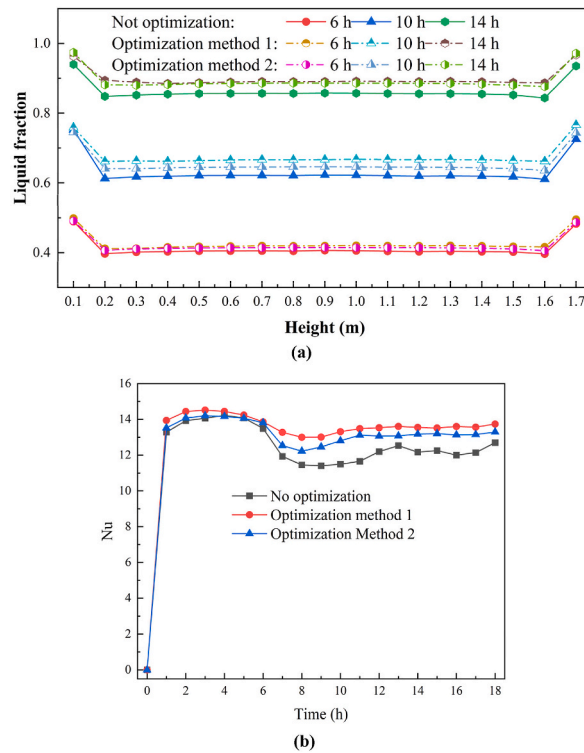 Not optimization: 6 h 10 h 14 h
Optimization method 1: 6 h 10 h 14 h
Optimization method 2: 6 h 10 h 14 h
1.0
0.8
0.6
0.4
Liquid fraction
0.1 0.2 0.3 0.4 0.5 0.6 0.7 0.8 0.9 1.0 1.1 1.2 1.3 1.4 1.5 1.6 1.7
Height (m)
(a)
16
14
12
10
8
6
4
2
0
Nu
No optimization
Optimization method 1
Optimization Method 2
0 2 4 6 8 10 12 14 16 18
Time (h)
(b)